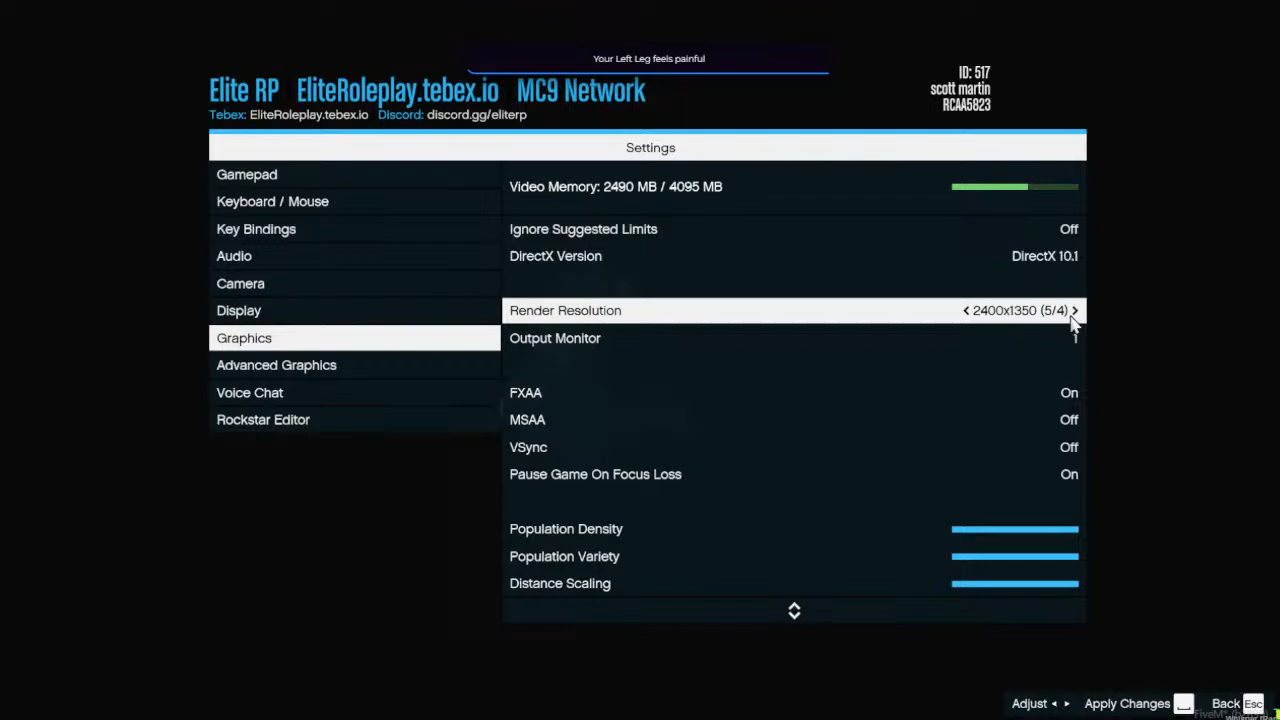 Your Left Leg feels painful
Elite RP EliteRoleplay.tebex.io MC9 Network
Tebex: EliteRoleplay.tebex.io Discord: discord.gg/eliterp
ID: 517
scott martin
RCAA5823
Settings
Gamepad
Keyboard / Mouse
Key Bindings
Audio
Camera
Display
Graphics
Advanced Graphics
Voice Chat
Rockstar Editor
Video Memory: 2490 MB / 4095 MB
Ignore Suggested Limits Off
DirectX Version DirectX 10.1
Render Resolution 2400x1350 (5/4)
Output Monitor 1
FXAA On
MSAA Off
VSync Off
Pause Game On Focus Loss On
Population Density
Population Variety
Distance Scaling
Adjust Apply Changes Back Esc